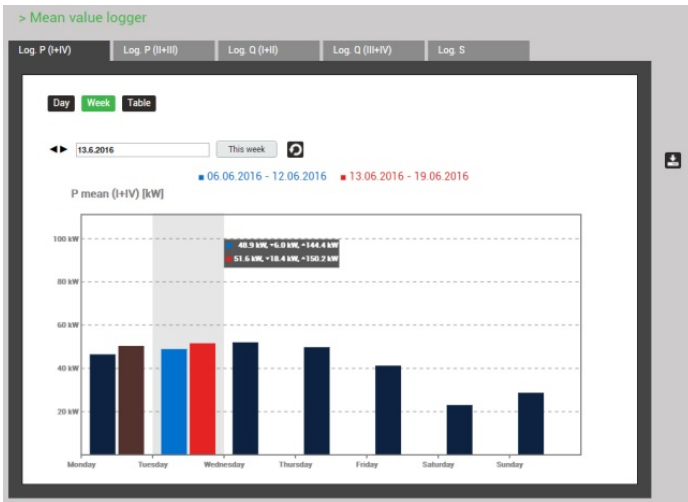 > Mean value logger
Log. P (I+IV) Log. P (II+III) Log. Q (I+II) Log. Q (III+IV) Log. S
Day Week Table
13.6.2016 This week
06.06.2016 - 12.06.2016 13.06.2016 - 19.06.2016
P mean (I+IV) [kW]
100 kW
48.9 kW, -6.0 kW, -144.4 kW
51.6 kW, -18.4 kW, -150.2 kW
80 kW
60 kW
40 kW
20 kW
Monday Tuesday Wednesday Thursday Friday Saturday Sunday